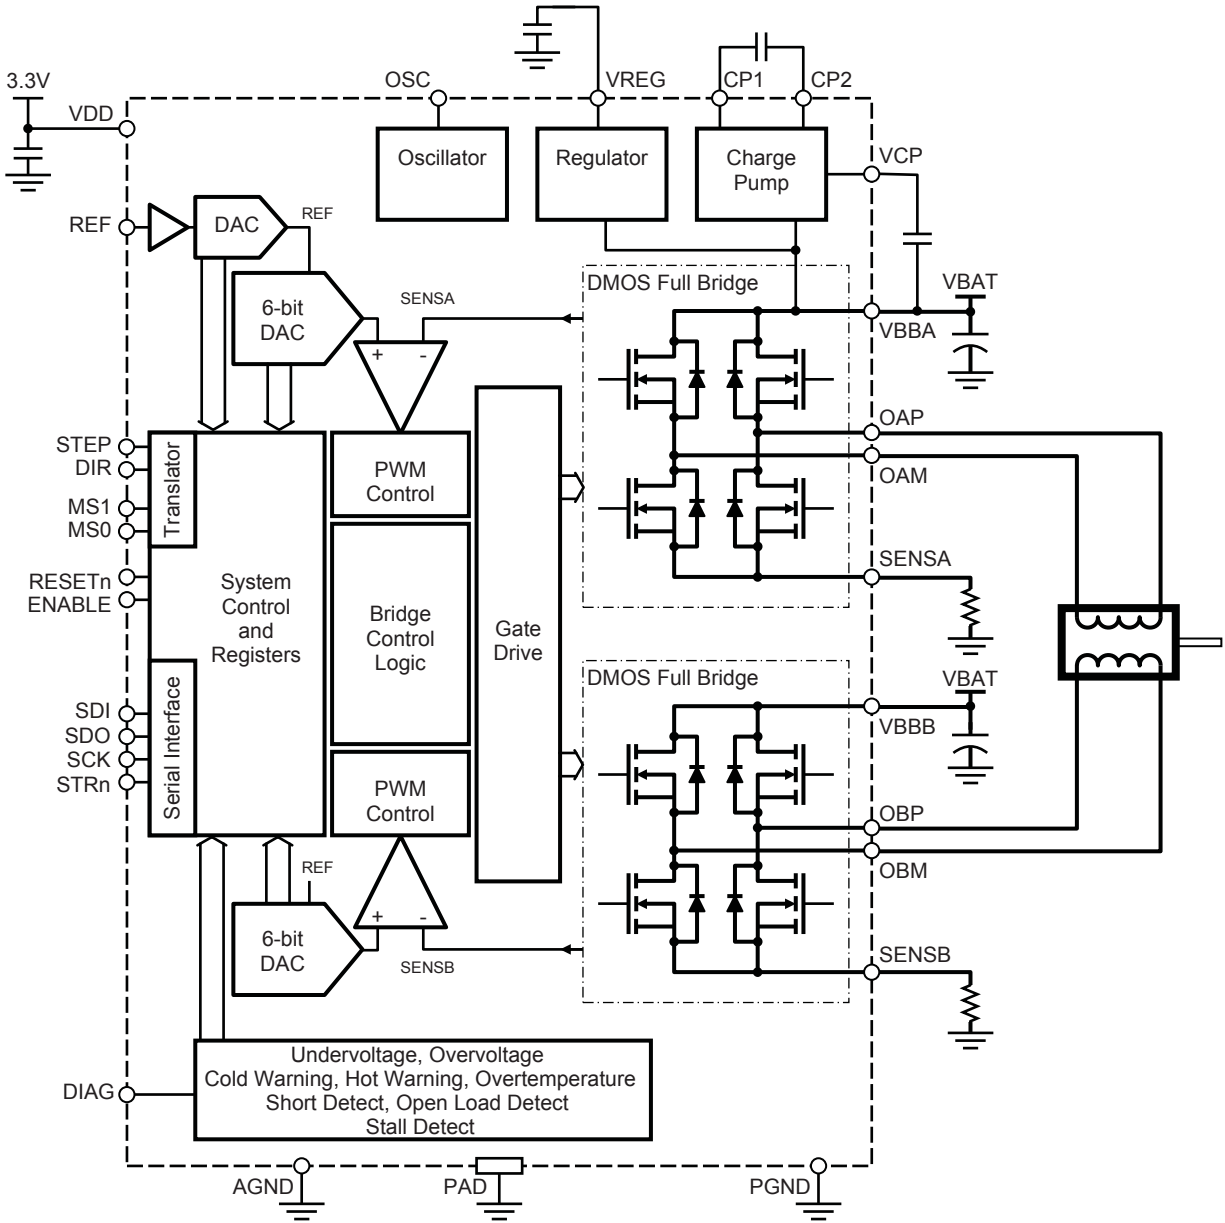 3.3V
VDD
OSC
VREG
CP1
CP2
Oscillator
Regulator
Charge
Pump
VCP
REF
DAC
REF
6-bit
DAC
SENSA
+
-
DMOS Full Bridge
VBAT
VBBA
OAP
OAM
SENSA
STEP
DIR
MS1
MS0
Translator
PWM
Control
RESETn
ENABLE
System
Control
and
Registers
Bridge
Control
Logic
Gate
Drive
DMOS Full Bridge
VBAT
VBBB
SDI
SDO
SCK
STRn
Serial Interface
PWM
Control
OBP
OBM
REF
6-bit
DAC
+
-
SENSB
SENSB
Undervoltage, Overvoltage
Cold Warning, Hot Warning, Overtemperature
Short Detect, Open Load Detect
Stall Detect
DIAG
AGND
PAD
PGND